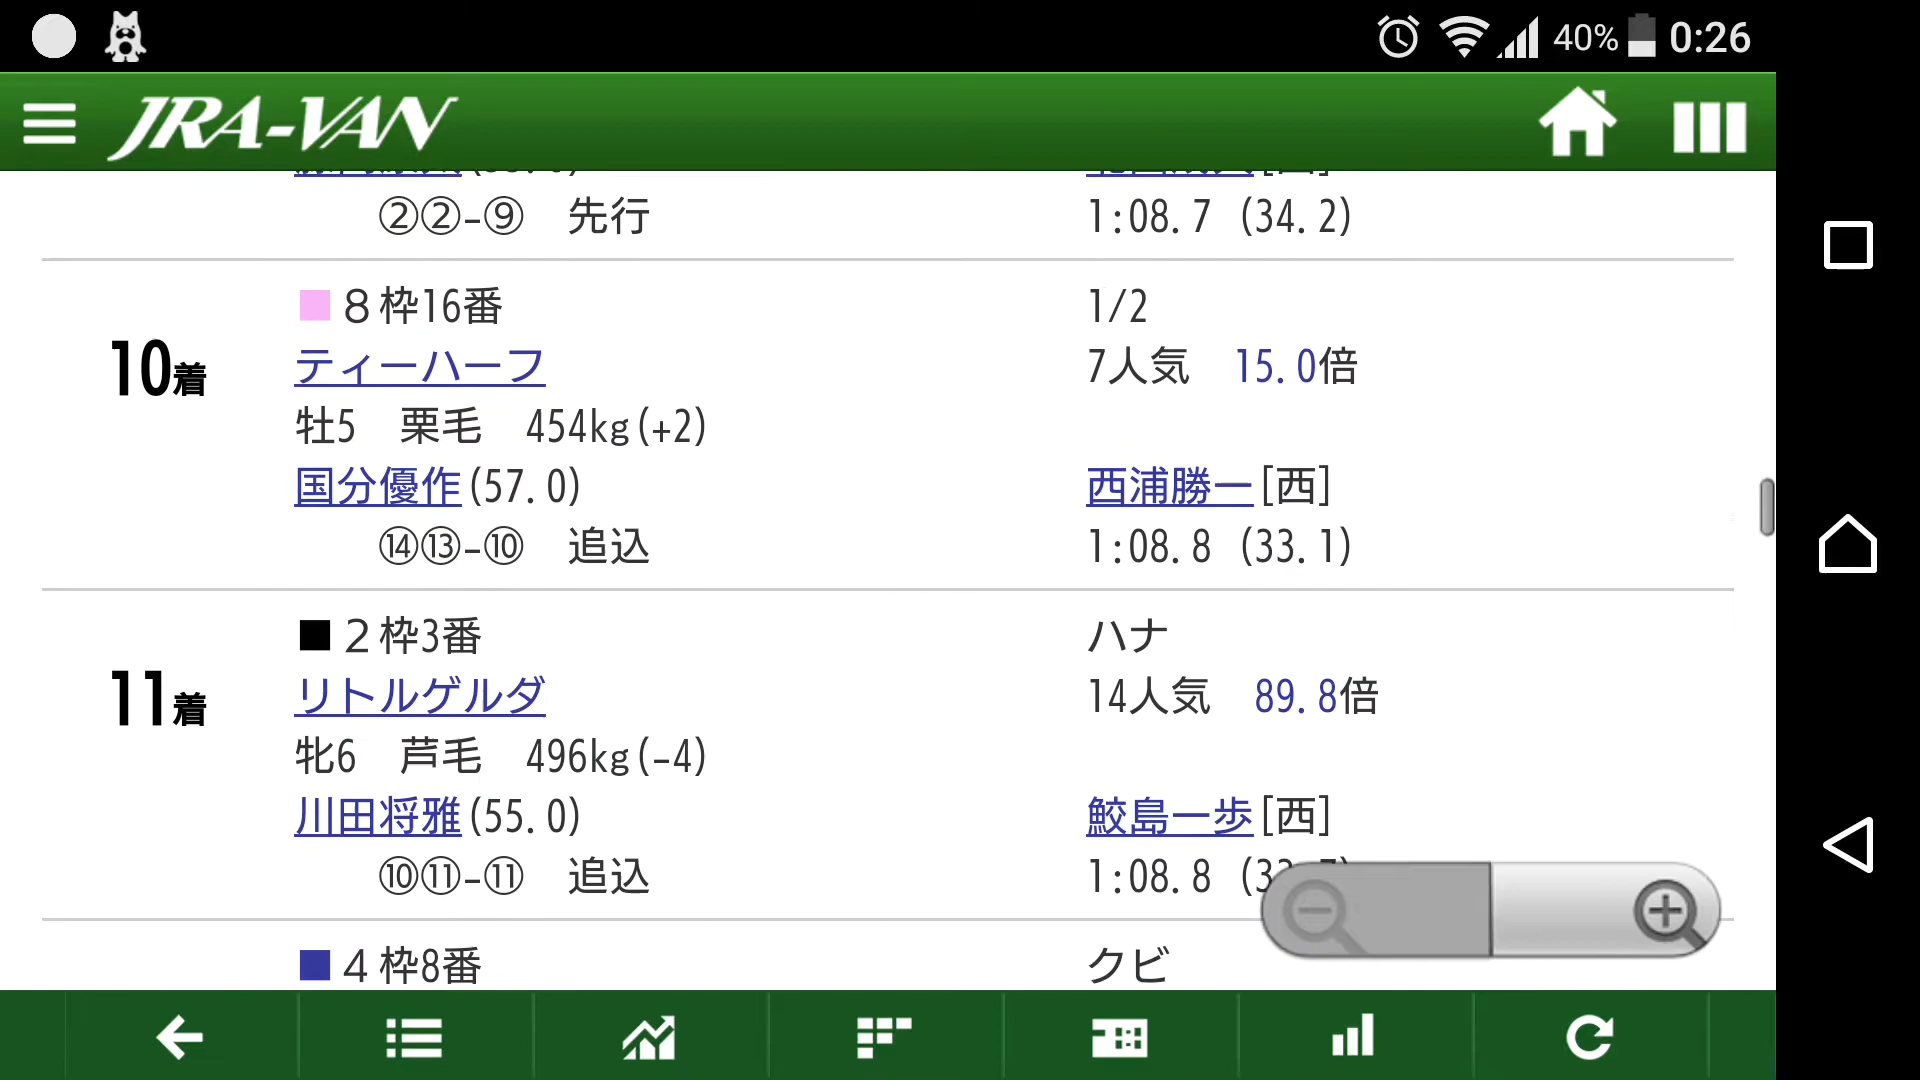 40% 0:26
JRA-VAN
②②-⑨　先行
1:08.7 (34.2)
8枠16番
1/2
10着
ティーハーフ
7人気　15.0倍
牡5　栗毛　454kg(+2)
国分優作(57.0)
西浦勝一[西]
⑭⑬-⑩　追込
1:08.8 (33.1)
2枠3番
ハナ
11着
リトルゲルダ
14人気　89.8倍
牝6　芦毛　496kg(-4)
川田将雅(55.0)
鮫島一歩[西]
⑩⑪-⑪　追込
1:08.8
4枠8番
クビ